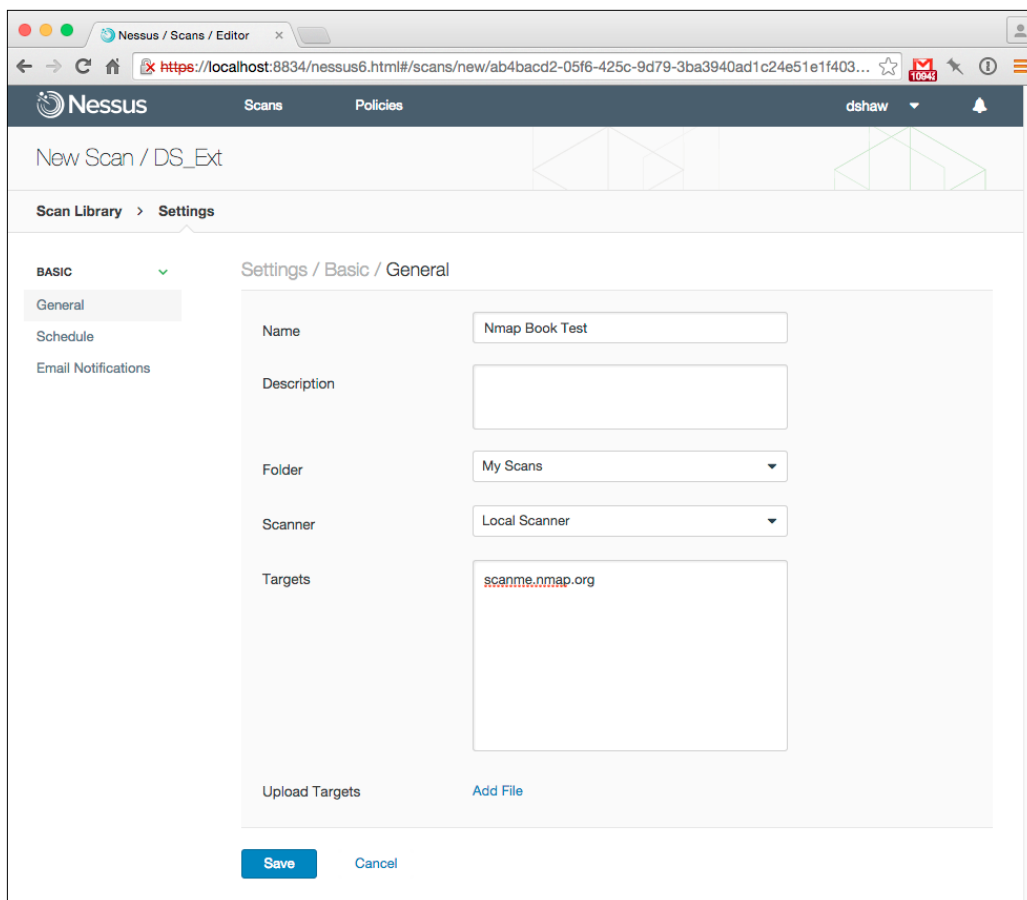 Nessus / Scans / Editor
https://localhost:8834/nessus6.html#/scans/new/ab4bacd2-05f6-425c-9d79-3ba3940ad1c24e51e1f403...
10943
Nessus Scans Policies dshaw
New Scan / DS_Ext
Scan Library > Settings
BASIC
General
Schedule
Email Notifications
Settings / Basic / General
Name Nmap Book Test
Description
Folder My Scans
Scanner Local Scanner
Targets scanme.nmap.org
Upload Targets Add File
Save Cancel